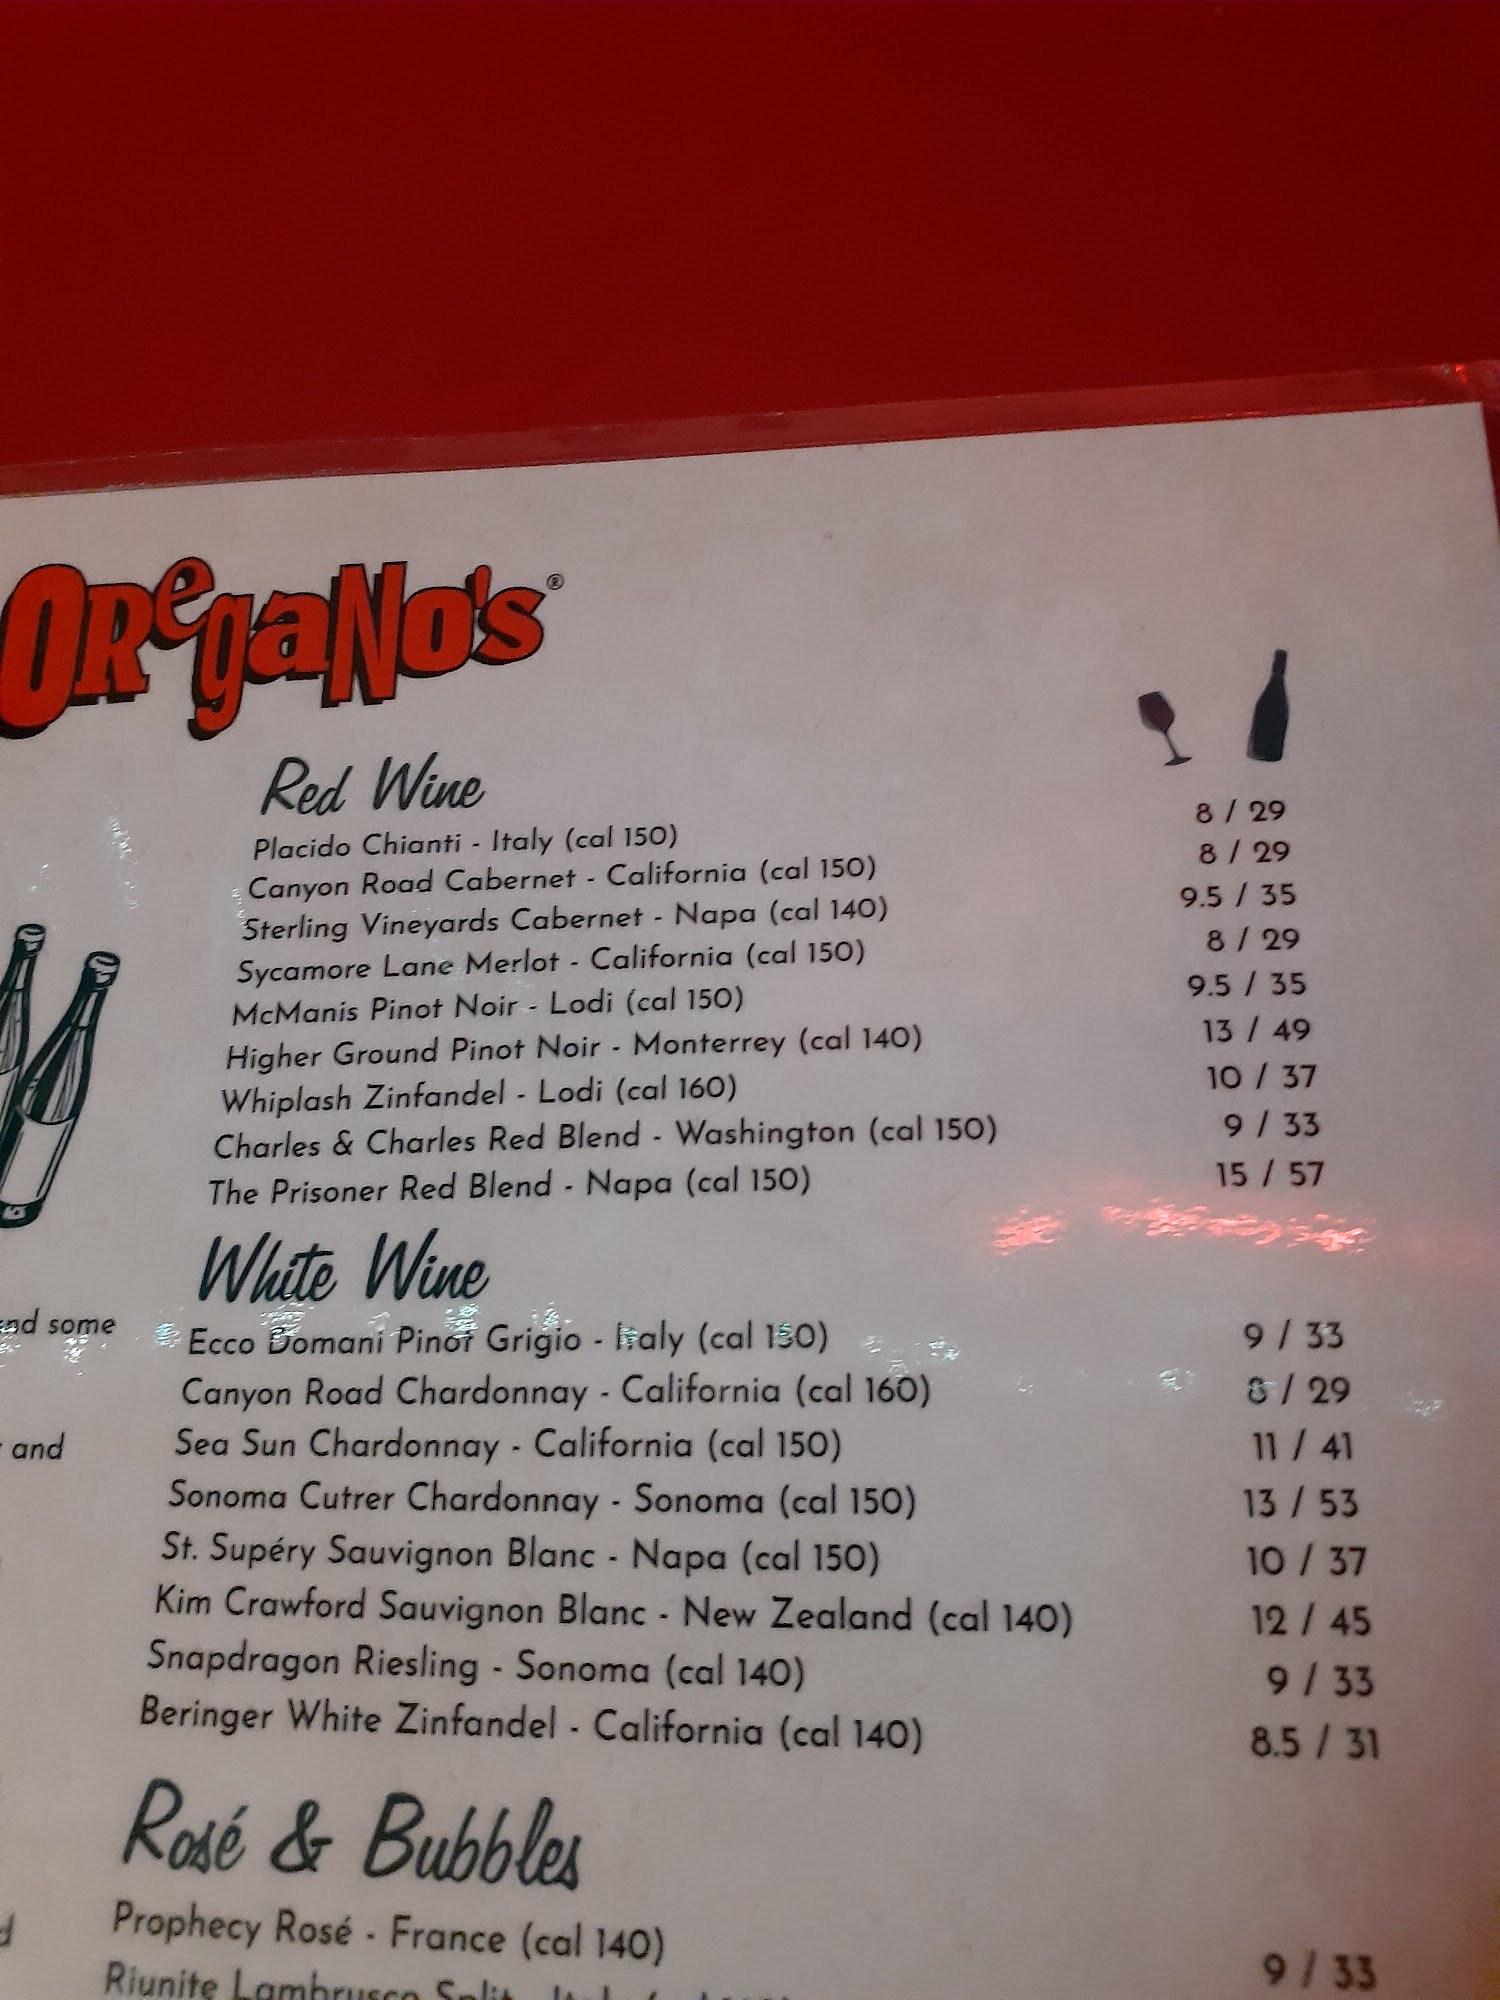 OReGaNo's®
Red Wine
Placido Chianti - Italy (cal 150) 8 / 29
Canyon Road Cabernet - California (cal 150) 8 / 29
Sterling Vineyards Cabernet - Napa (cal 140) 9.5 / 35
Sycamore Lane Merlot - California (cal 150) 8 / 29
McManis Pinot Noir - Lodi (cal 150) 9.5 / 35
Higher Ground Pinot Noir - Monterrey (cal 140) 13 / 49
Whiplash Zinfandel - Lodi (cal 160) 10 / 37
Charles & Charles Red Blend - Washington (cal 150) 9 / 33
The Prisoner Red Blend - Napa (cal 150) 15 / 57
White Wine
and some
Ecco Domani Pinot Grigio - Italy (cal 150) 9 / 33
Canyon Road Chardonnay - California (cal 160) 8 / 29
and
Sea Sun Chardonnay - California (cal 150) 11 / 41
Sonoma Cutrer Chardonnay - Sonoma (cal 150) 13 / 53
St. Supéry Sauvignon Blanc - Napa (cal 150) 10 / 37
Kim Crawford Sauvignon Blanc - New Zealand (cal 140) 12 / 45
Snapdragon Riesling - Sonoma (cal 140) 9 / 33
Beringer White Zinfandel - California (cal 140) 8.5 / 31
Rosé & Bubbles
Prophecy Rosé - France (cal 140) 9 / 33
Riunite Lambrusco Split - Italy